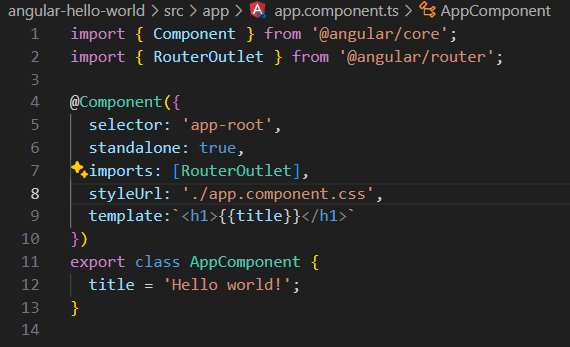 angular-hello-world > src > app > app.component.ts > AppComponent
1 import { Component } from '@angular/core';
2 import { RouterOutlet } from '@angular/router';
3
4 @Component({
5   selector: 'app-root',
6   standalone: true,
7   imports: [RouterOutlet],
8   styleUrl: './app.component.css',
9   template:`<h1>{{title}}</h1>`
10 })
11 export class AppComponent {
12   title = 'Hello world!';
13 }
14